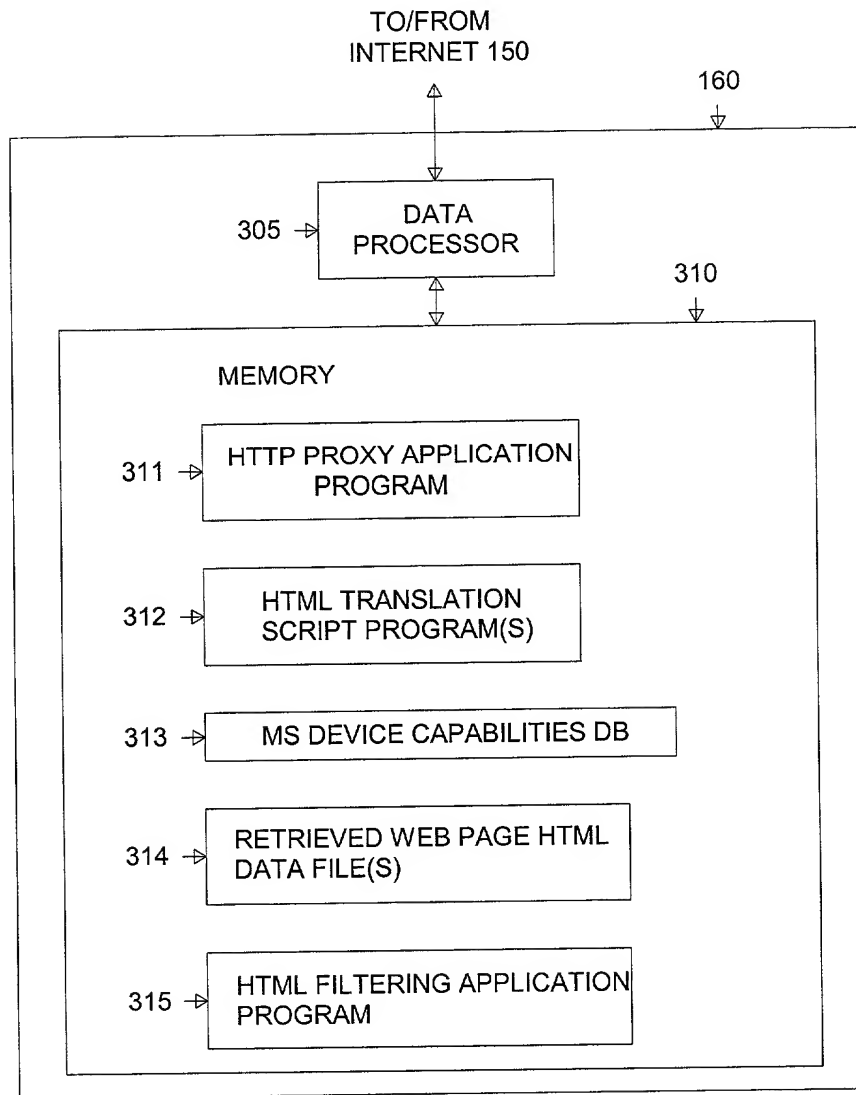 TO/FROM
INTERNET 150
160
305
DATA
PROCESSOR
310
MEMORY
311
HTTP PROXY APPLICATION
PROGRAM
312
HTML TRANSLATION
SCRIPT PROGRAM(S)
313
MS DEVICE CAPABILITIES DB
314
RETRIEVED WEB PAGE HTML
DATA FILE(S)
315
HTML FILTERING APPLICATION
PROGRAM